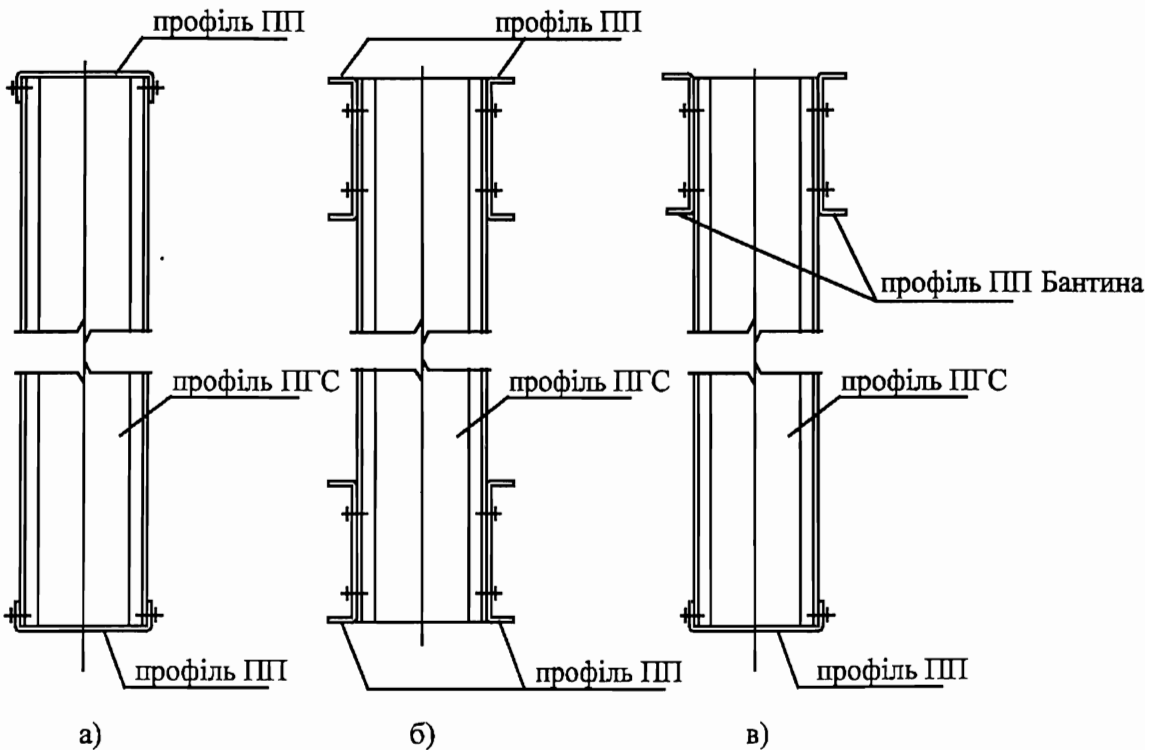 профіль ПП
профіль ПП
профіль ПП Бантина
профіль ПГС
профіль ПГС
профіль ПГС
профіль ПП
профіль ПП
профіль ПП
а)
б)
в)